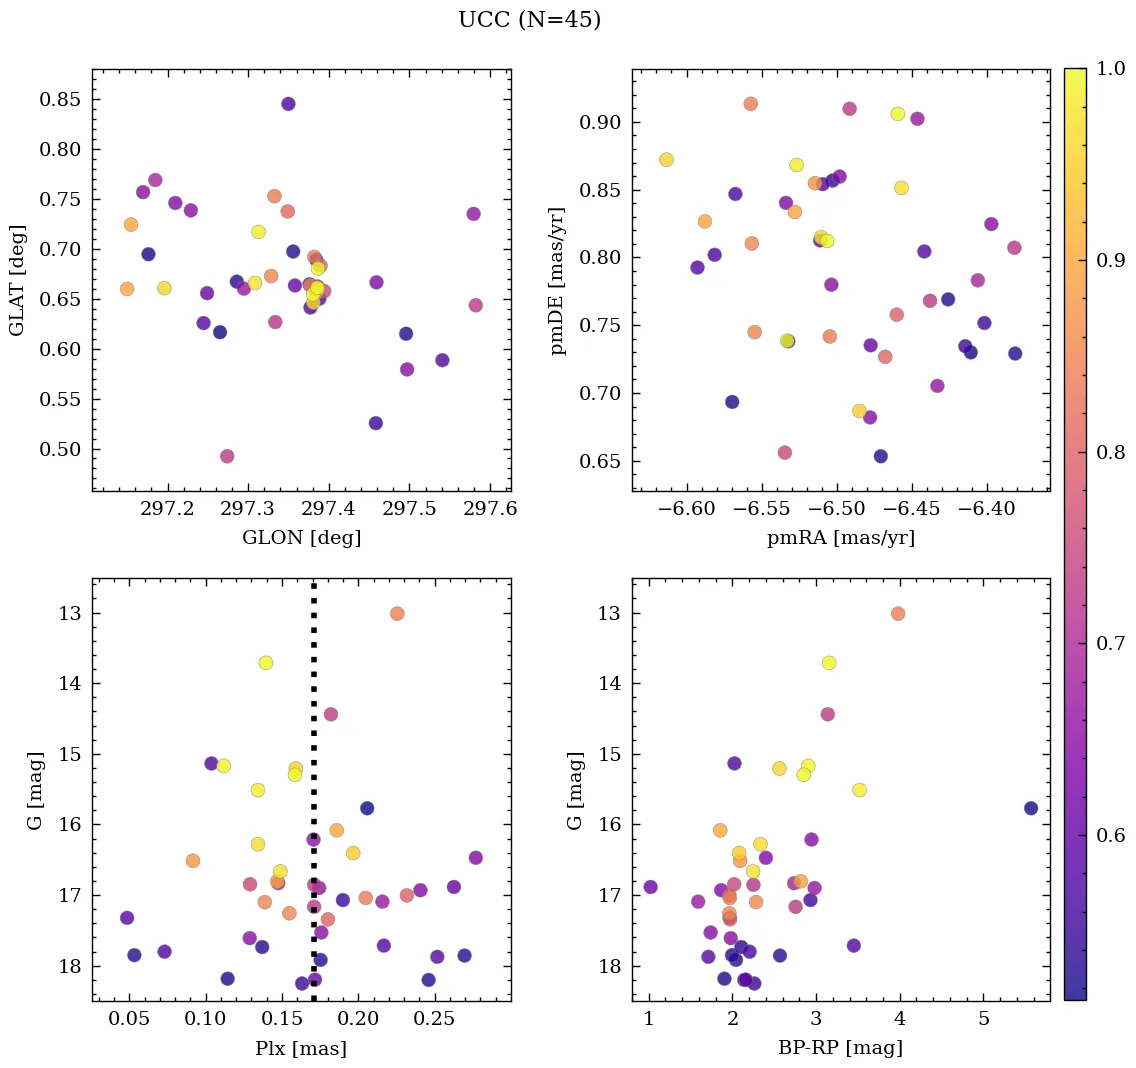 UCC (N=45)
0.85
0.80
0.75
0.70
0.65
0.60
0.55
0.50
GLAT [deg]
297.2 297.3 297.4 297.5 297.6
GLON [deg]
0.90
0.85
0.80
0.75
0.70
0.65
pmDE [mas/yr]
−6.60 −6.55 −6.50 −6.45 −6.40
pmRA [mas/yr]
13
14
15
16
17
18
G [mag]
0.05 0.10 0.15 0.20 0.25
Plx [mas]
13
14
15
16
17
18
G [mag]
1 2 3 4 5
BP-RP [mag]
1.0
0.9
0.8
0.7
0.6